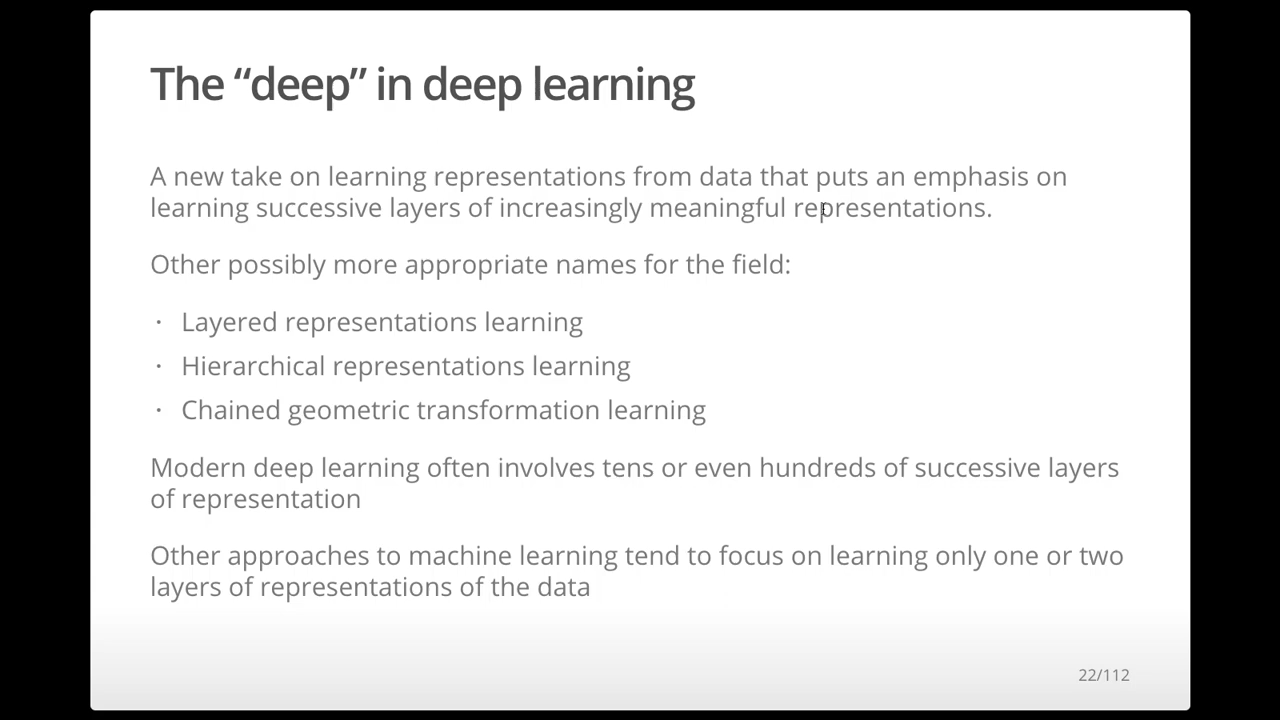 The “deep” in deep learning
A new take on learning representations from data that puts an emphasis on
learning successive layers of increasingly meaningful representations.
Other possibly more appropriate names for the field:
· Layered representations learning
· Hierarchical representations learning
· Chained geometric transformation learning
Modern deep learning often involves tens or even hundreds of successive layers
of representation
Other approaches to machine learning tend to focus on learning only one or two
layers of representations of the data
22/112